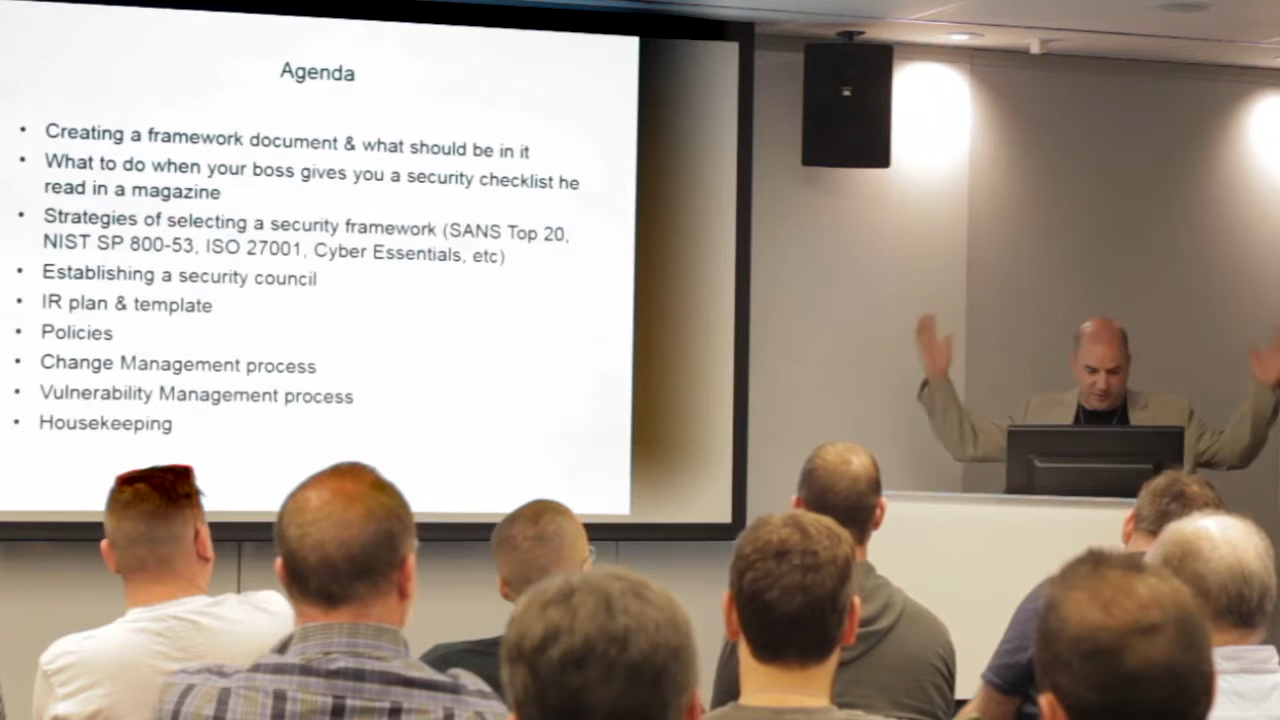 Agenda
• Creating a framework document & what should be in it
• What to do when your boss gives you a security checklist he
read in a magazine
• Strategies of selecting a security framework (SANS Top 20,
NIST SP 800-53, ISO 27001, Cyber Essentials, etc)
• Establishing a security council
• IR plan & template
• Policies
• Change Management process
• Vulnerability Management process
• Housekeeping